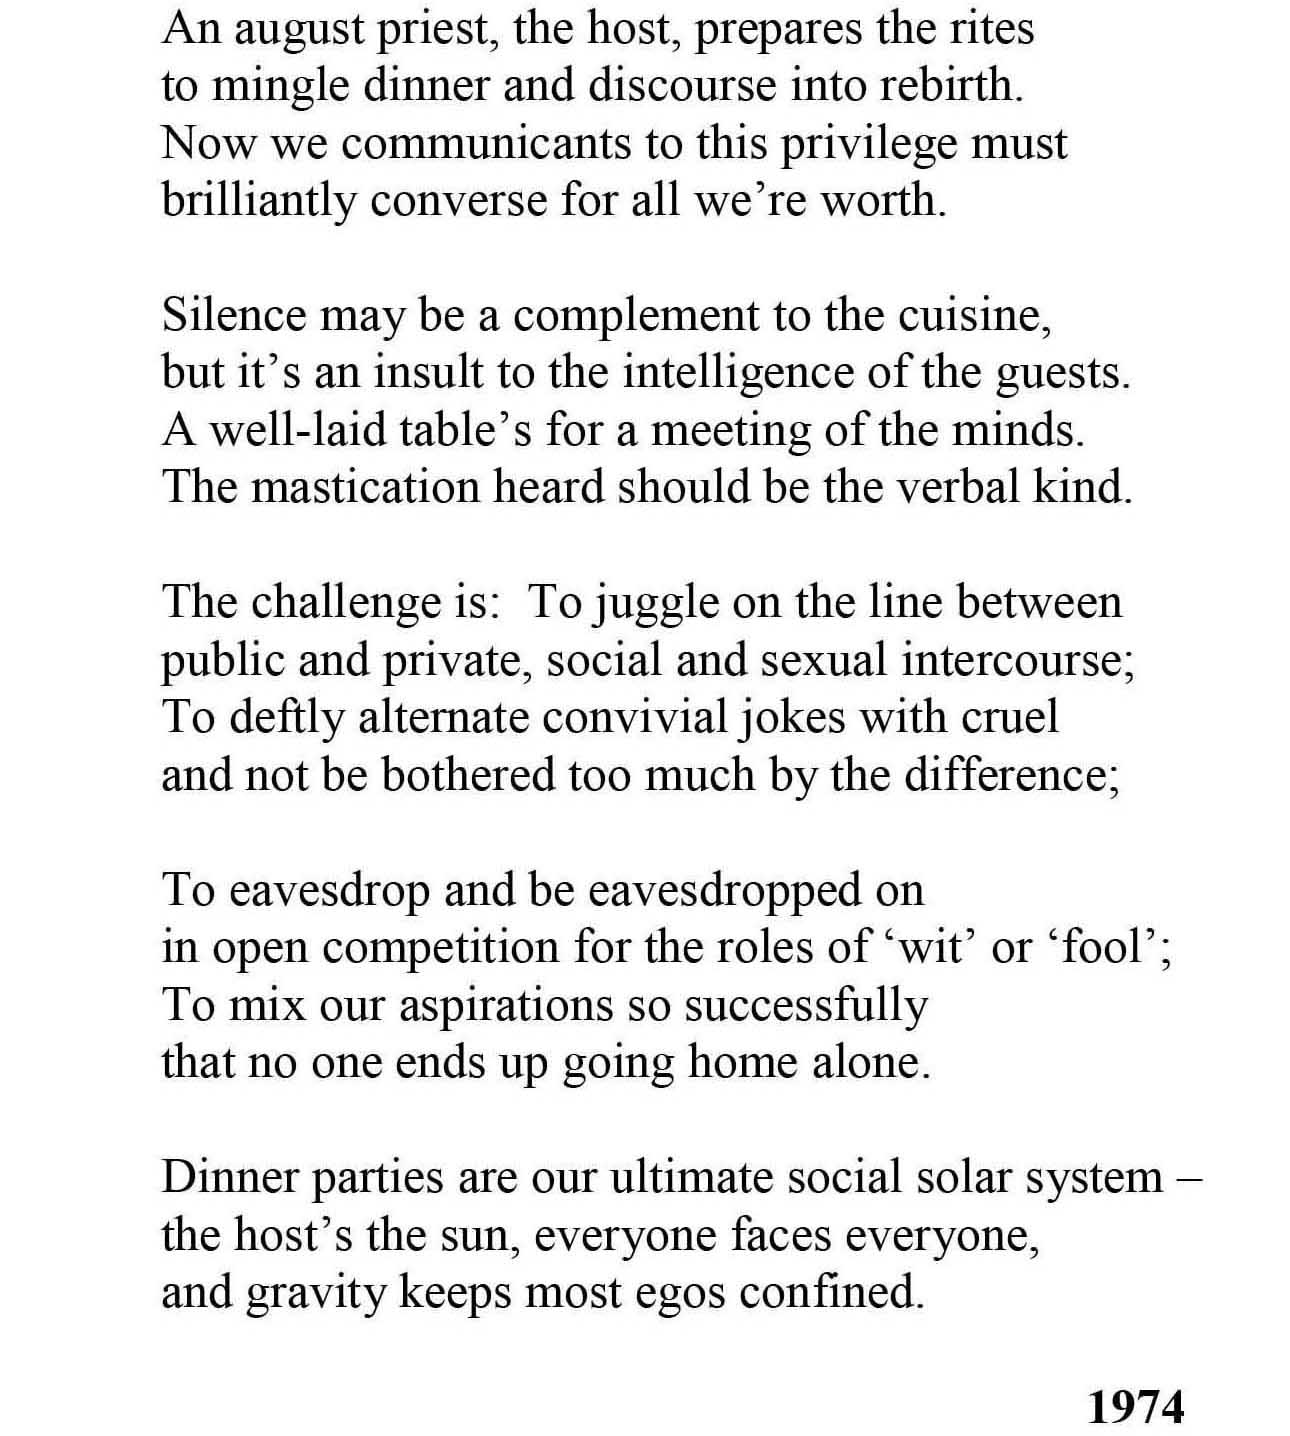 An august priest, the host, prepares the rites
to mingle dinner and discourse into rebirth.
Now we communicants to this privilege must
brilliantly converse for all we’re worth.
Silence may be a complement to the cuisine,
but it’s an insult to the intelligence of the guests.
A well-laid table’s for a meeting of the minds.
The mastication heard should be the verbal kind.
The challenge is:  To juggle on the line between
public and private, social and sexual intercourse;
To deftly alternate convivial jokes with cruel
and not be bothered too much by the difference;
To eavesdrop and be eavesdropped on
in open competition for the roles of ‘wit’ or ‘fool’;
To mix our aspirations so successfully
that no one ends up going home alone.
Dinner parties are our ultimate social solar system –
the host’s the sun, everyone faces everyone,
and gravity keeps most egos confined.
1974